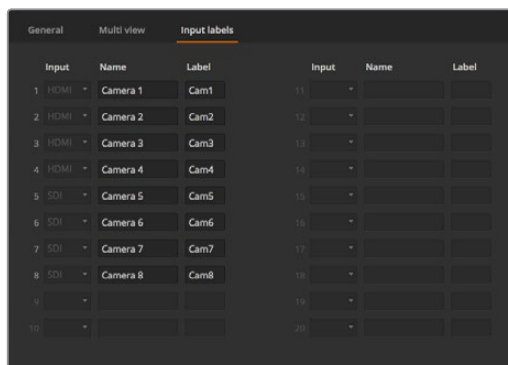 General Multi view Input labels
Input Name Label Input Name Label
1 HDMI Camera 1 Cam1 11
2 HDMI Camera 2 Cam2 12
3 HDMI Camera 3 Cam3 13
4 HDMI Camera 4 Cam4 14
5 SDI Camera 5 Cam5 15
6 SDI Camera 6 Cam6 16
7 SDI Camera 7 Cam7 17
8 SDI Camera 8 Cam8 18
9 19
10 20